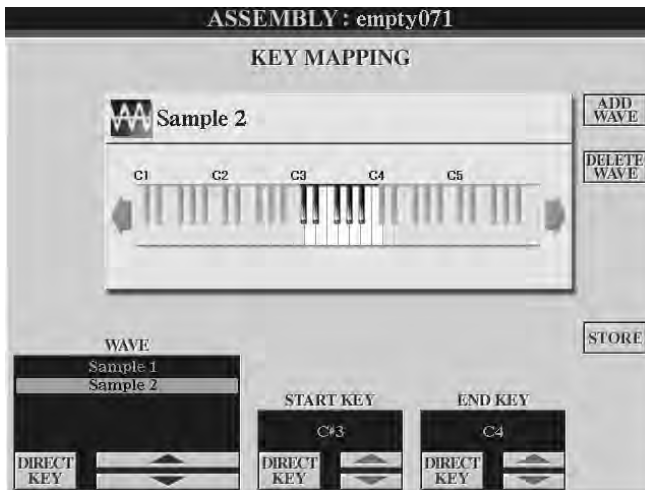 ASSEMBLY: empty071
KEY MAPPING
Sample 2
ADD
WAVE
DELETE
WAVE
C1 C2 C3 C4 C5
STORE
WAVE
Sample 1
Sample 2
START KEY
END KEY
C#3
C4
DIRECT
KEY
DIRECT
KEY
DIRECT
KEY